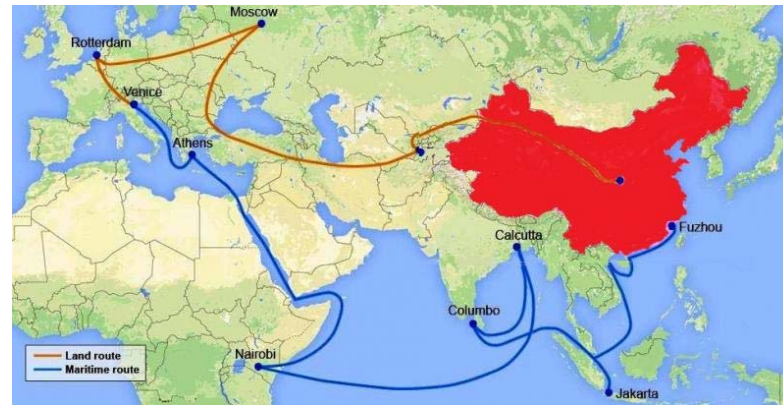 Moscow
Rotterdam
Venice
Athens
Fuzhou
Calcutta
Columbo
Nairobi
Jakarta
Land route
Maritime route